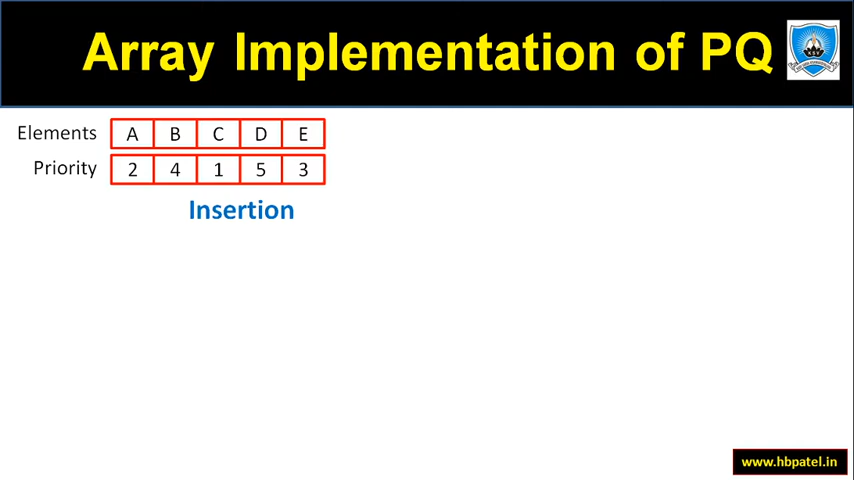 Array Implementation of PQ
Elements A B C D E
Priority 2 4 1 5 3
Insertion
www.hbpatel.in